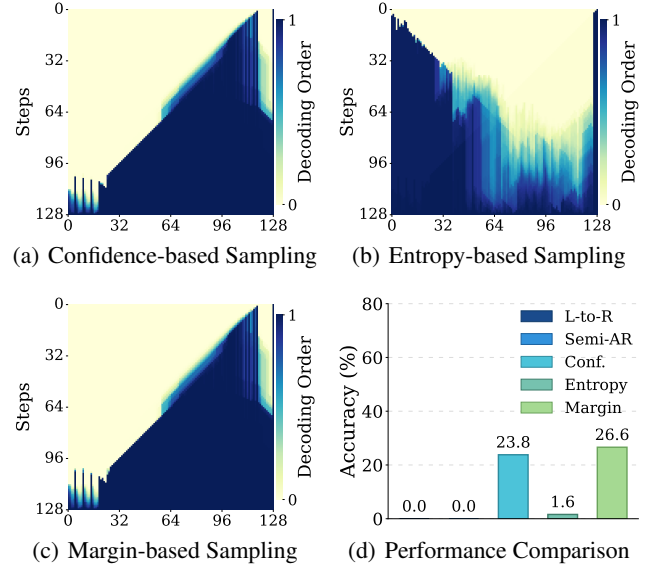 0
32
64
96
128
Steps
0
32
64
96
128
1
0
Decoding Order
(a) Confidence-based Sampling
0
32
64
96
128
Steps
0
32
64
96
128
1
0
Decoding Order
(b) Entropy-based Sampling
0
32
64
96
128
Steps
0
32
64
96
128
1
0
Decoding Order
(c) Margin-based Sampling
80
60
40
20
0
Accuracy (%)
L-to-R
Semi-AR
Conf.
Entropy
Margin
0.0
0.0
23.8
1.6
26.6
(d) Performance Comparison